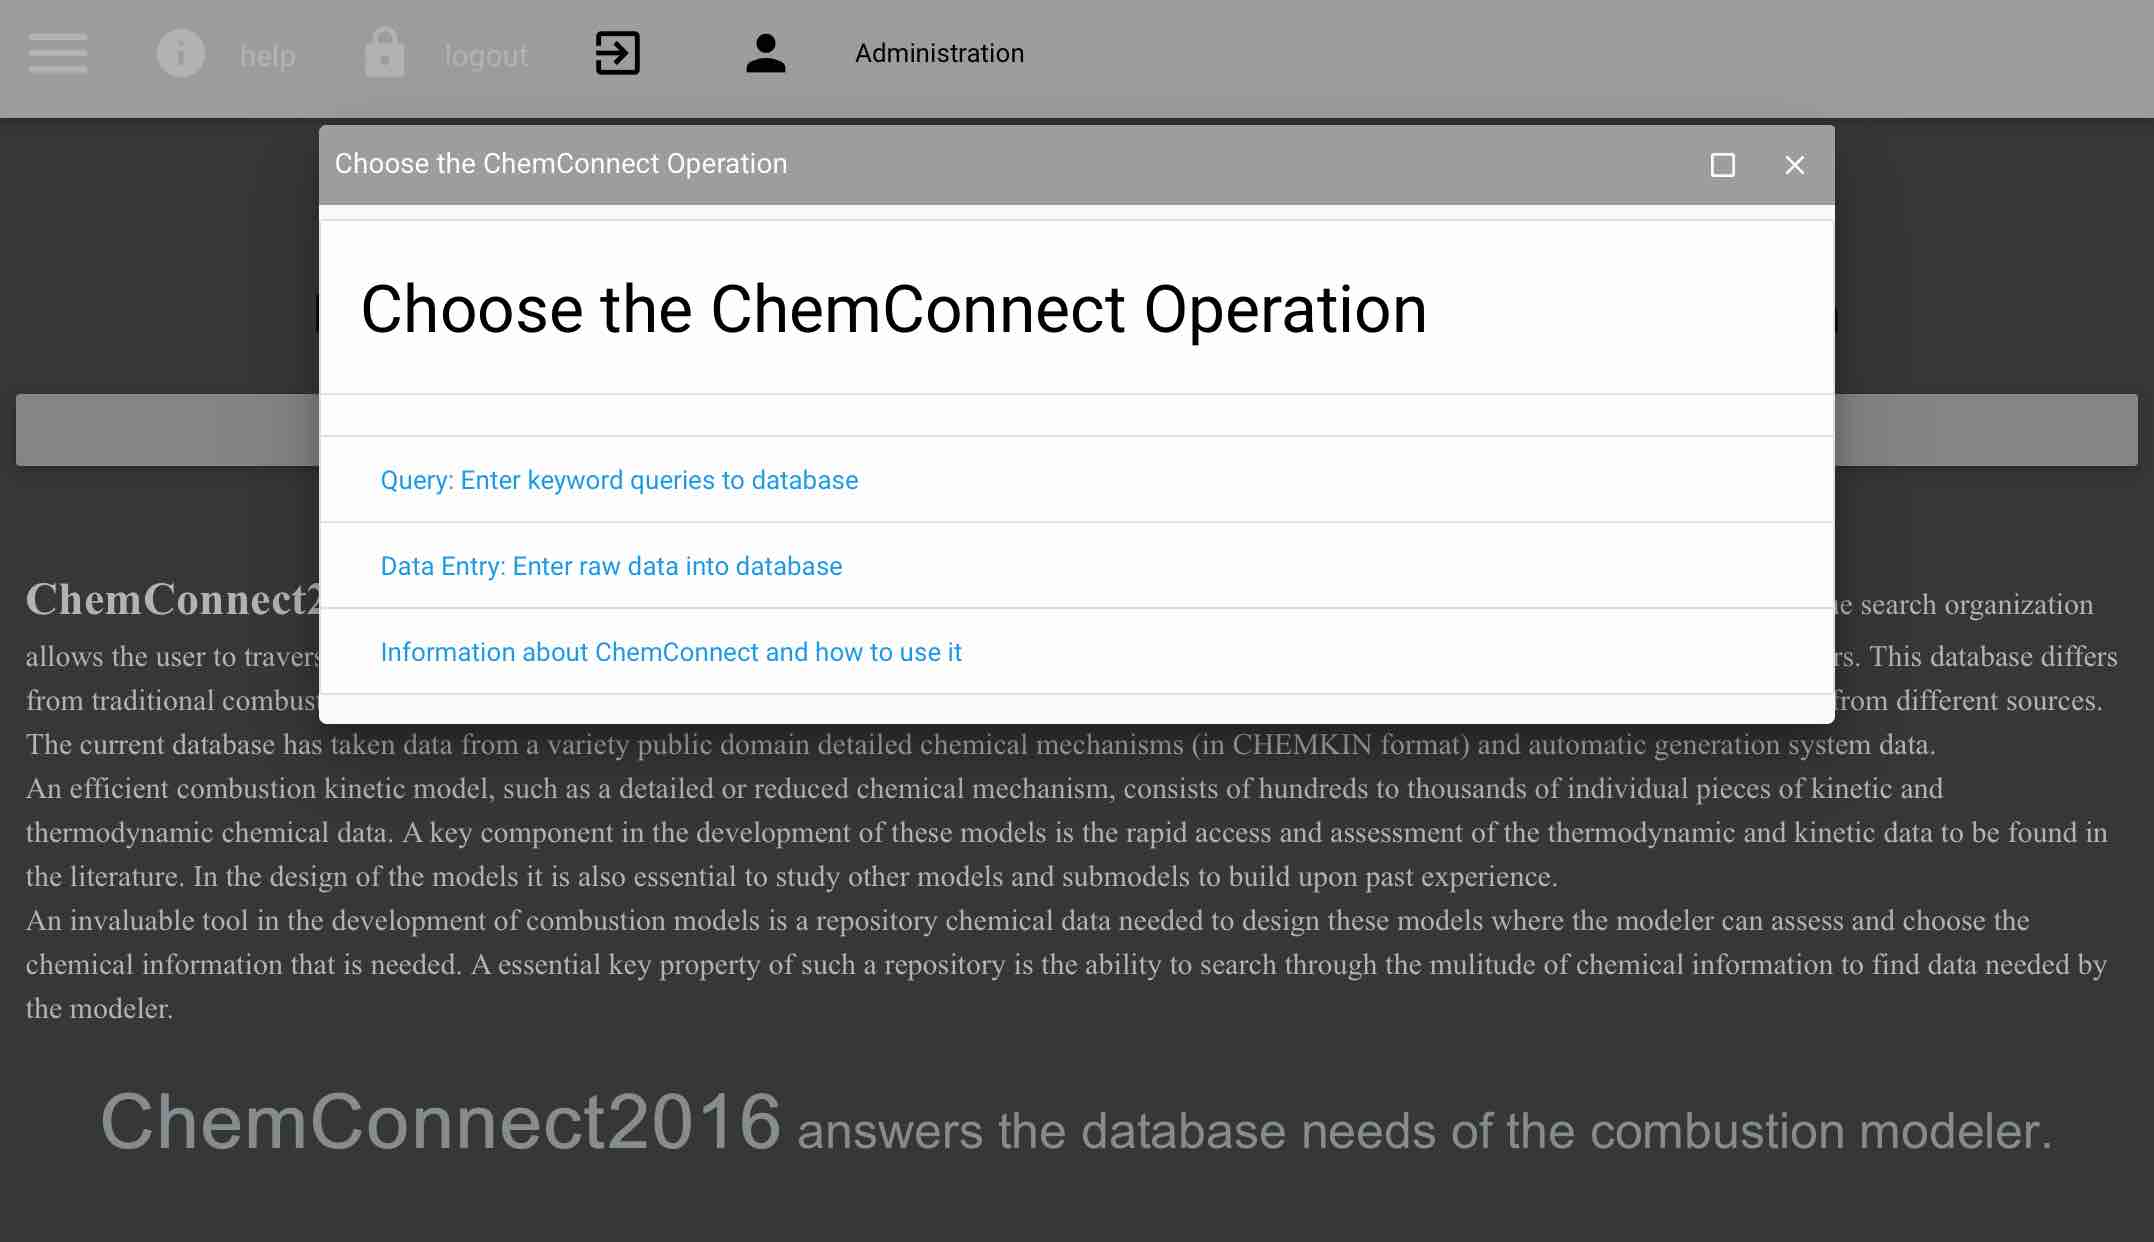 help logout Administration
Choose the ChemConnect Operation
Choose the ChemConnect Operation
Query: Enter keyword queries to database
Data Entry: Enter raw data into database
Information about ChemConnect and how to use it
search organization
allows the user to
This database differs
from traditional
from different sources.
The current database has taken data from a variety public domain detailed chemical mechanisms (in CHEMKIN format) and automatic generation system data.
An efficient combustion kinetic model, such as a detailed or reduced chemical mechanism, consists of hundreds to thousands of individual pieces of kinetic and
thermodynamic chemical data. A key component in the development of these models is the rapid access and assessment of the thermodynamic and kinetic data to be found in
the literature. In the design of the models it is also essential to study other models and submodels to build upon past experience.
An invaluable tool in the development of combustion models is a repository chemical data needed to design these models where the modeler can assess and choose the
chemical information that is needed. A essential key property of such a repository is the ability to search through the mulitude of chemical information to find data needed by
the modeler.
ChemConnect2016 answers the database needs of the combustion modeler.